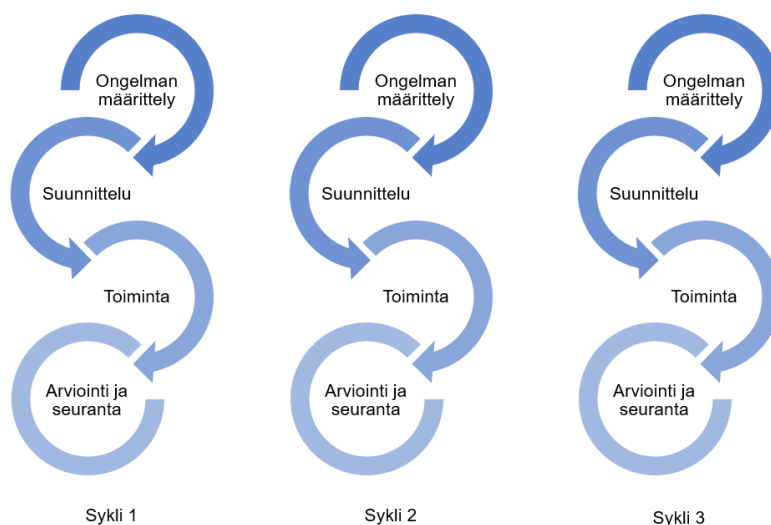 Ongelman
määrittely
Suunnittelu
Toiminta
Arviointi ja
seuranta
Sykli 1
Ongelman
määrittely
Suunnittelu
Toiminta
Arviointi ja
seuranta
Sykli 2
Ongelman
määrittely
Suunnittelu
Toiminta
Arviointi ja
seuranta
Sykli 3